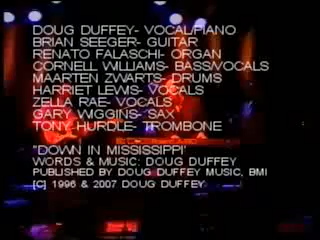 DOUG DUFFEY- VOCAL/PIANO
BRIAN SEEGER- GUITAR
RENATO FALASCHI- ORGAN
CORNELL WILLIAMS- BASS/VOCALS
MAARTEN ZWARTS- DRUMS
HARRIET LEWIS- VOCALS
ZELLA RAE- VOCALS
GARY WIGGINS- SAX
TONY HURDLE- TROMBONE
"DOWN IN MISSISSIPPI"
WORDS & MUSIC: DOUG DUFFEY
PUBLISHED BY DOUG DUFFEY MUSIC, BMI
[C] 1996 & 2007 DOUG DUFFEY